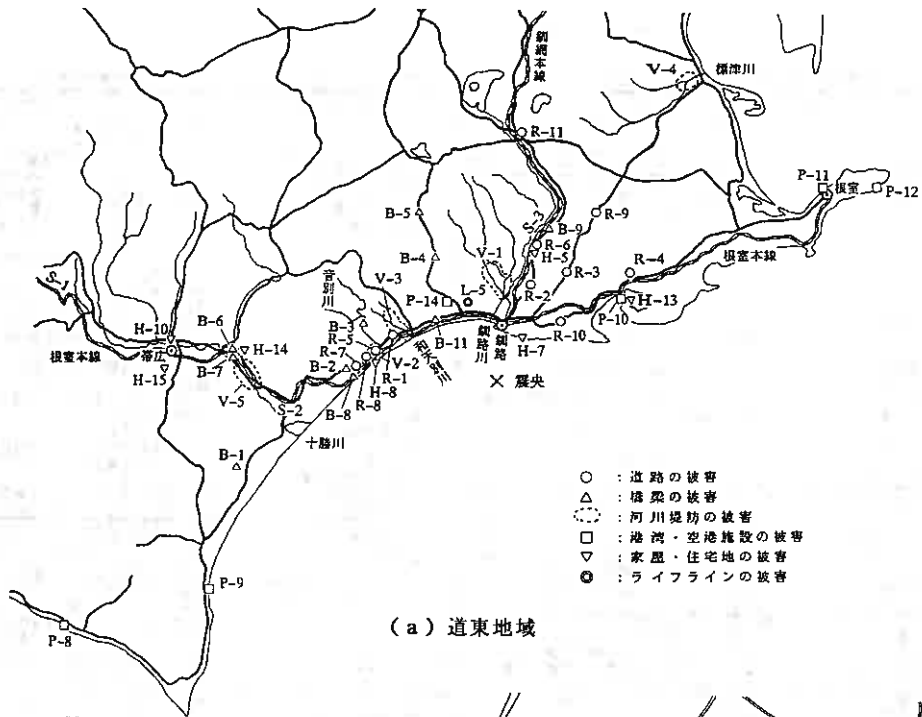 釧網本線
標津川
V-4
R-11
P-11
根室
P-12
B-5
R-9
B-9
S-3
R-6
H-5
V-1
B-4
R-3
R-4
根室本線
音別川
V-3
R-2
L-5
P-14
H-13
P-10
S-1
B-6
H-10
B-3
R-5
R-7
釧路川
釧路
R-10
H-7
B-11
根室本線
帯広
H-14
B-2
V-2
R-1
H-8
R-8
B-8
震央
H-15
B-7
V-5
S-2
十勝川
B-1
○ : 道路の被害
△ : 橋梁の被害
: 河川堤防の被害
□ : 港湾・空港施設の被害
▽ : 家屋・住宅地の被害
◎ : ライフラインの被害
P-9
P-8
(a) 道東地域